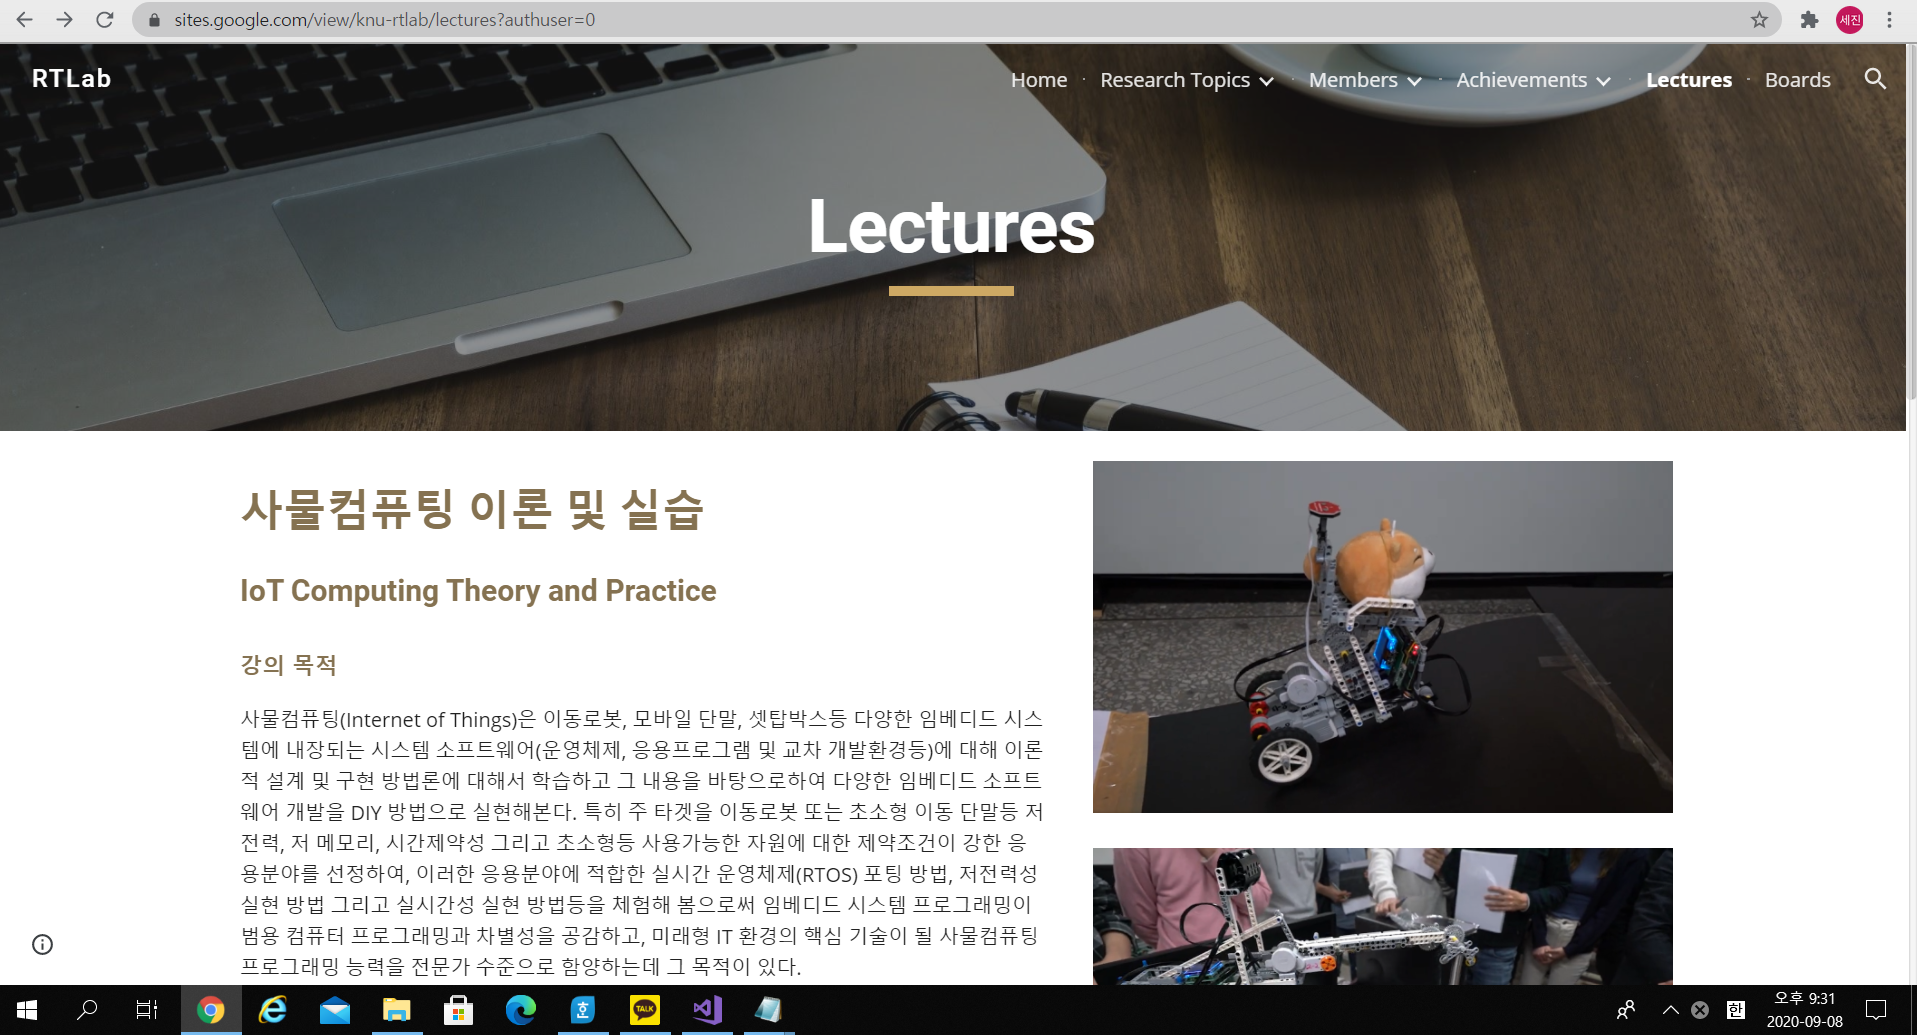 sites.google.com/view/knu-rtlab/lectures?authuser=0
세진
RTLab
Home · Research Topics · Members · Achievements · Lectures · Boards
Lectures
사물컴퓨팅 이론 및 실습
IoT Computing Theory and Practice
강의 목적
사물컴퓨팅(Internet of Things)은 이동로봇, 모바일 단말, 셋탑박스등 다양한 임베디드 시스
템에 내장되는 시스템 소프트웨어(운영체제, 응용프로그램 및 교차 개발환경등)에 대해 이론
적 설계 및 구현 방법론에 대해서 학습하고 그 내용을 바탕으로하여 다양한 임베디드 소프트
웨어 개발을 DIY 방법으로 실현해본다. 특히 주 타겟을 이동로봇 또는 초소형 이동 단말등 저
전력, 저 메모리, 시간제약성 그리고 초소형등 사용가능한 자원에 대한 제약조건이 강한 응
용분야를 선정하여, 이러한 응용분야에 적합한 실시간 운영체제(RTOS) 포팅 방법, 저전력성
실현 방법 그리고 실시간성 실현 방법등을 체험해 봄으로써 임베디드 시스템 프로그래밍이
범용 컴퓨터 프로그래밍과 차별성을 공감하고, 미래형 IT 환경의 핵심 기술이 될 사물컴퓨팅
프로그래밍 능력을 전문가 수준으로 함양하는데 그 목적이 있다.
호
TALK
한
오후 9:31
2020-09-08